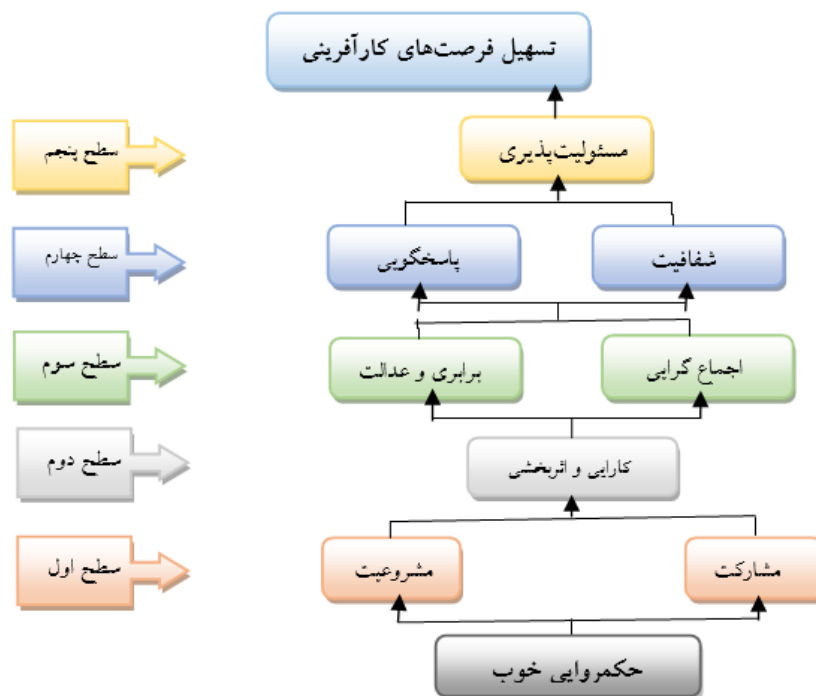 تسهیل فرصت‌های کارآفرینی
مسئولیت‌پذیری
سطح پنجم
شفافیت
پاسخگویی
سطح چهارم
اجماع گرایی
برابری و عدالت
سطح سوم
کارایی و اثربخشی
سطح دوم
مشارکت
مشروعیت
سطح اول
حکمروایی خوب